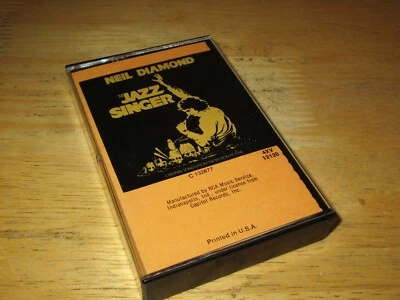 NEIL DIAMOND
THE
JAZZ
SINGER
C 133877
Manufactured by RCA Music Service,
Indianapolis, Ind., under license from
Capitol Records, Inc.
4XV
12120
Printed in U.S.A.